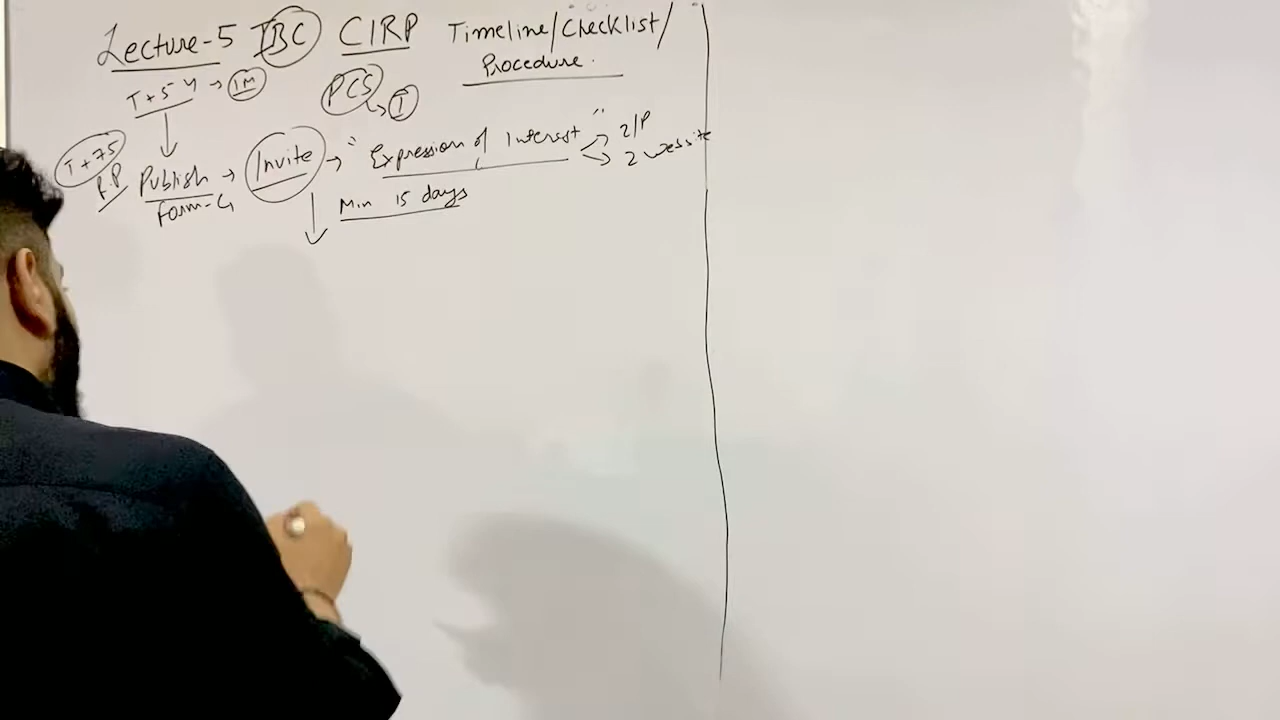 Lecture-5 IBC CIRP Timeline/Checklist/
Procedure.
T+54 → IM
PCS
→ I
T+75
R.P
Publish → Invite → "Expression of Interest" 2/P
2 website
Form-G
Min 15 days